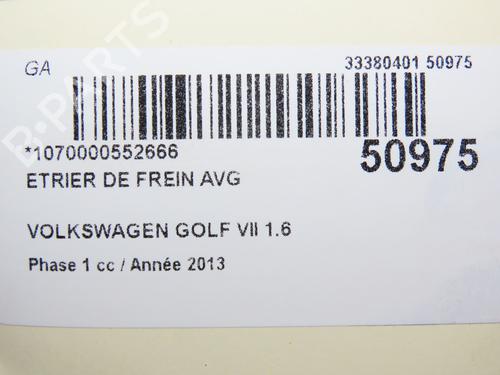 GA 33380401 50975
B-PARTS
*1070000552666 50975
ETRIER DE FREIN AVG
VOLKSWAGEN GOLF VII 1.6
Phase 1 cc / Année 2013